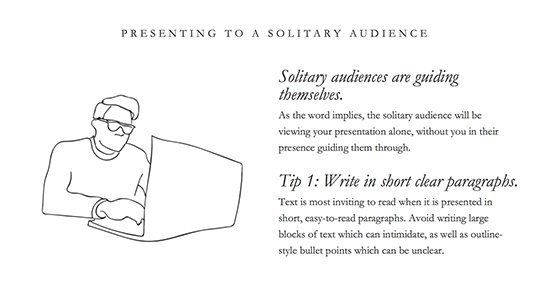 PRESENTING TO A SOLITARY AUDIENCE
Solitary audiences are guiding
themselves.
As the word implies, the solitary audience will be
viewing your presentation alone, without you in their
presence guiding them through.
Tip 1: Write in short clear paragraphs.
Text is most inviting to read when it is presented in
short, easy-to-read paragraphs. Avoid writing large
blocks of text which can intimidate, as well as outline-
style bullet points which can be unclear.